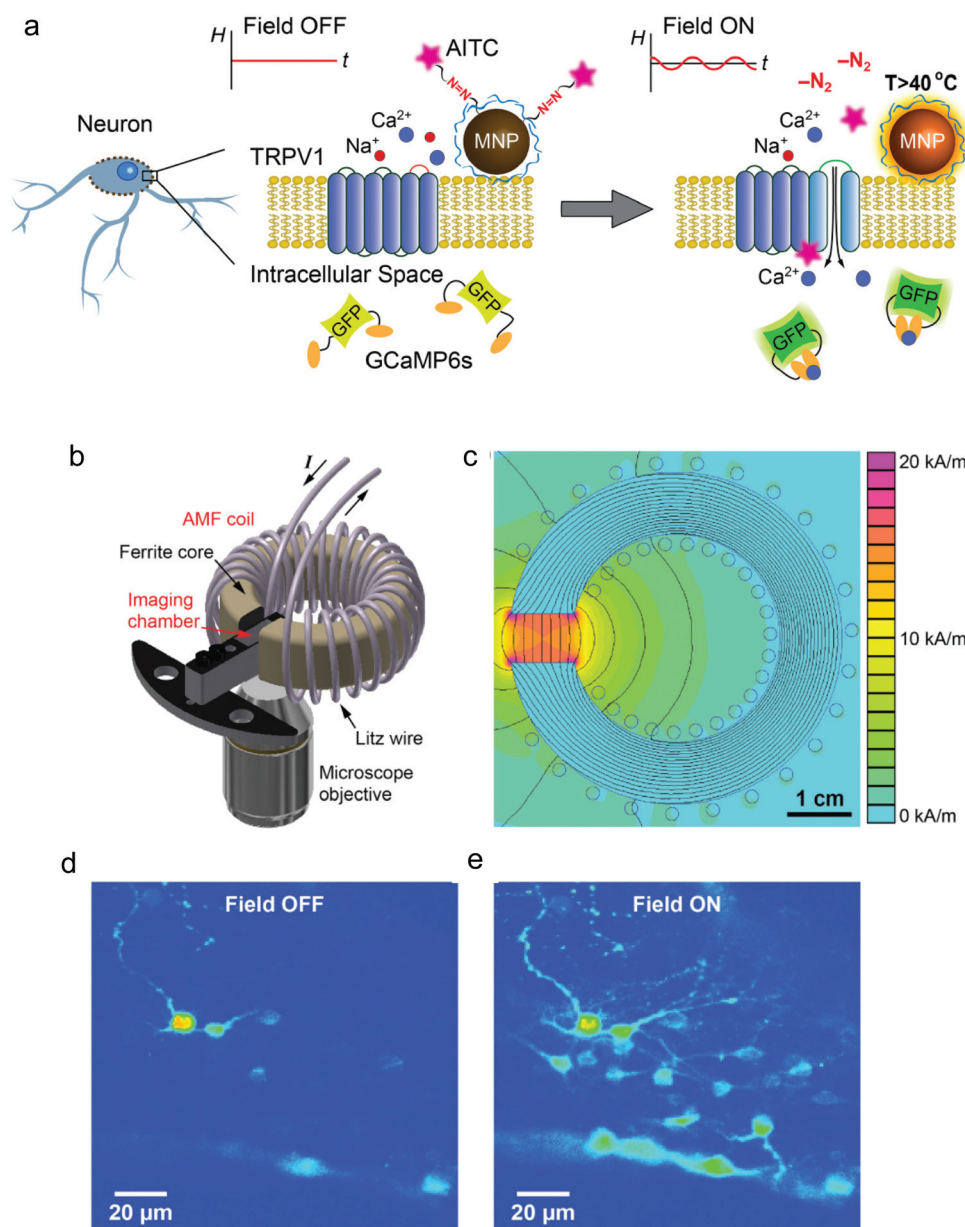 a
Field OFF
H
t
AITC
N=N
N=N
Field ON
H
t
–N₂
–N₂
T>40 °C
Neuron
Ca²⁺
MNP
Na⁺
TRPV1
Ca²⁺
MNP
Na⁺
Intracellular Space
Ca²⁺
GFP
GFP
GCaMP6s
GFP
GFP
b
I
AMF coil
Ferrite core
Imaging
chamber
Litz wire
Microscope
objective
c
20 kA/m
10 kA/m
0 kA/m
1 cm
d
Field OFF
20 µm
e
Field ON
20 µm